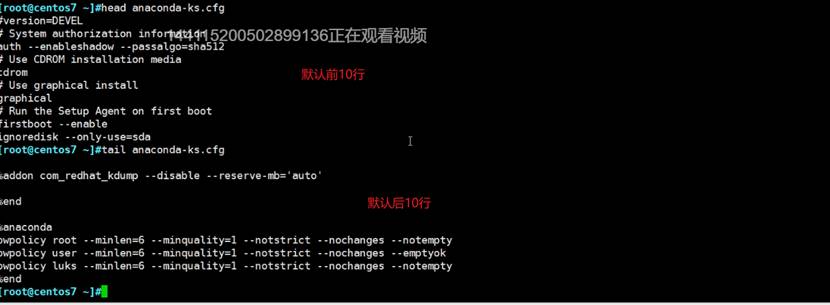 [root@centos7 ~]#head anaconda-ks.cfg
#version=DEVEL
# System authorization information
144115200502899136正在观看视频
auth --enableshadow --passalgo=sha512
# Use CDROM installation media
cdrom
默认前10行
# Use graphical install
graphical
# Run the Setup Agent on first boot
firstboot --enable
ignoredisk --only-use=sda
[root@centos7 ~]#tail anaconda-ks.cfg
%addon com_redhat_kdump --disable --reserve-mb='auto'
%end
默认后10行
%anaconda
pwpolicy root --minlen=6 --minquality=1 --notstrict --nochanges --notempty
pwpolicy user --minlen=6 --minquality=1 --notstrict --nochanges --emptyok
pwpolicy luks --minlen=6 --minquality=1 --notstrict --nochanges --notempty
%end
[root@centos7 ~]#